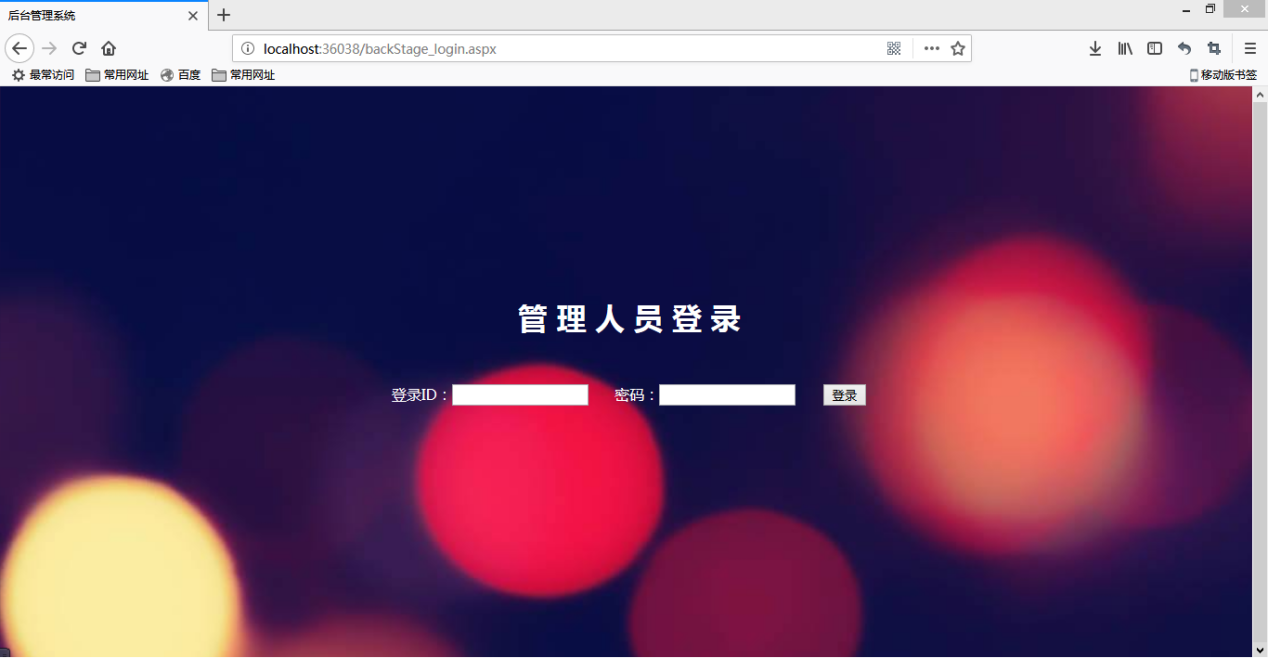 后台管理系统
localhost:36038/backStage_login.aspx
最常访问 常用网址 百度 常用网址 移动版书签
管理人员登录
登录ID： 密码： 登录